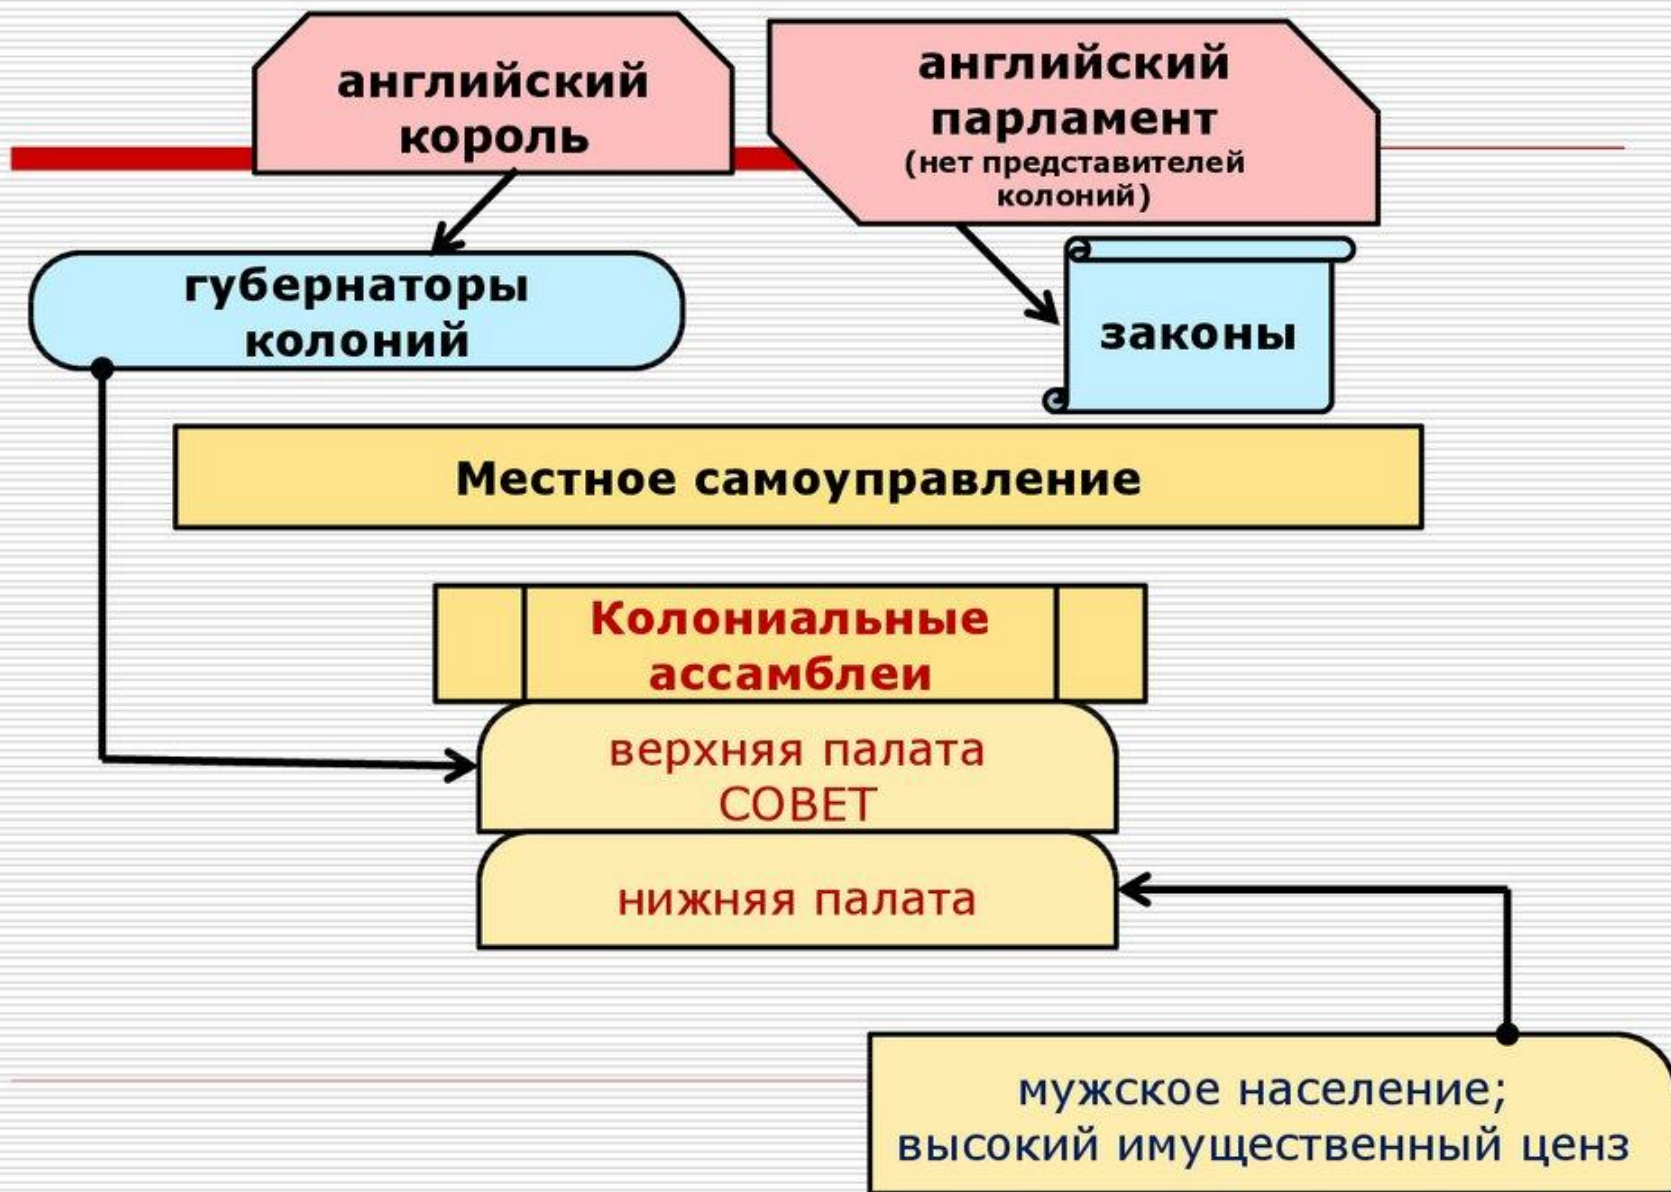 английский
король
английский
парламент
(нет представителей
колоний)
губернаторы
колоний
законы
Местное самоуправление
Колониальные
ассамблеи
верхняя палата
СОВЕТ
нижняя палата
мужское население;
высокий имущественный ценз